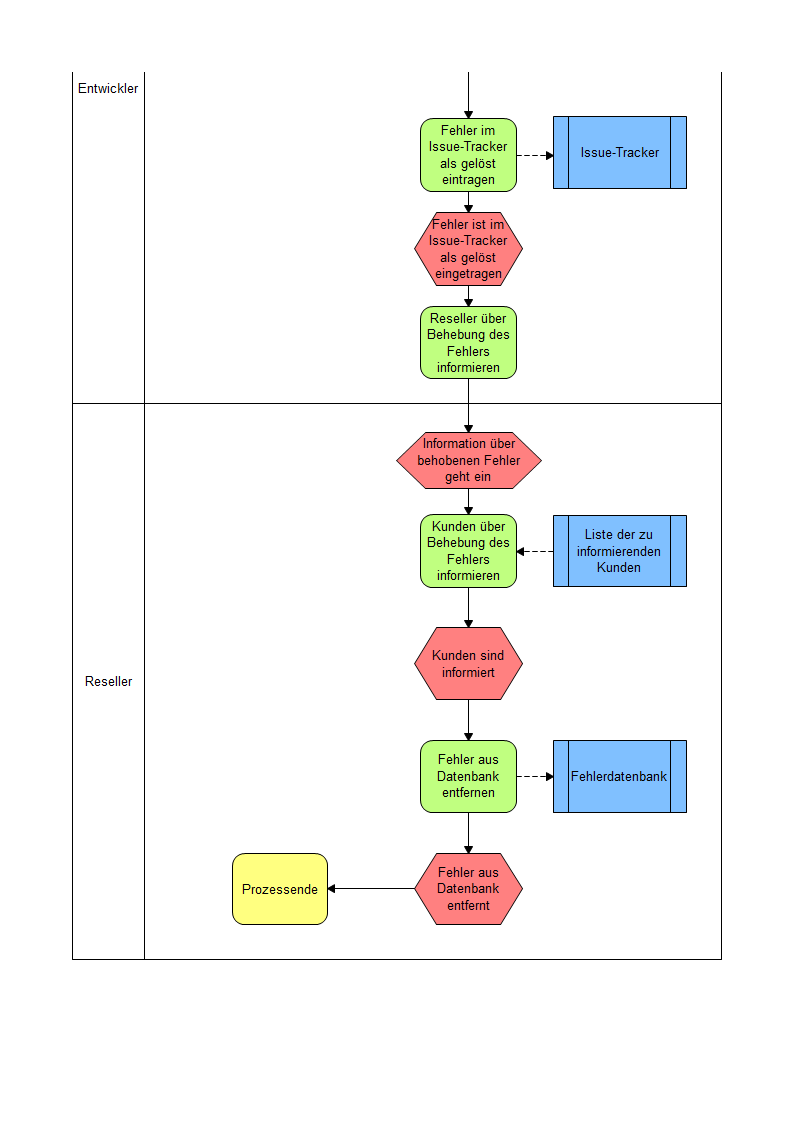 Entwickler
Fehler im
Issue-Tracker
als gelöst
eintragen
Issue-Tracker
Fehler ist im
Issue-Tracker
als gelöst
eingetragen
Reseller über
Behebung des
Fehlers
informieren
Information über
behobenen Fehler
geht ein
Kunden über
Behebung des
Fehlers
informieren
Liste der zu
informierenden
Kunden
Kunden sind
informiert
Reseller
Fehler aus
Datenbank
entfernen
Fehlerdatenbank
Fehler aus
Datenbank
entfernt
Prozessende